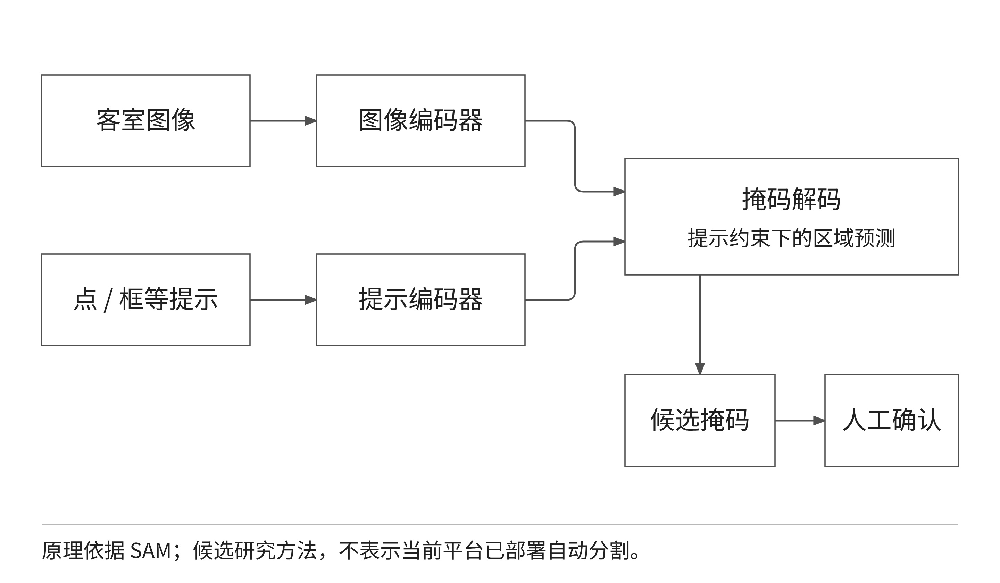 客室图像
图像编码器
掩码解码
提示约束下的区域预测
点/框等提示
提示编码器
候选掩码
人工确认
原理依据 SAM；候选研究方法，不表示当前平台已部署自动分割。